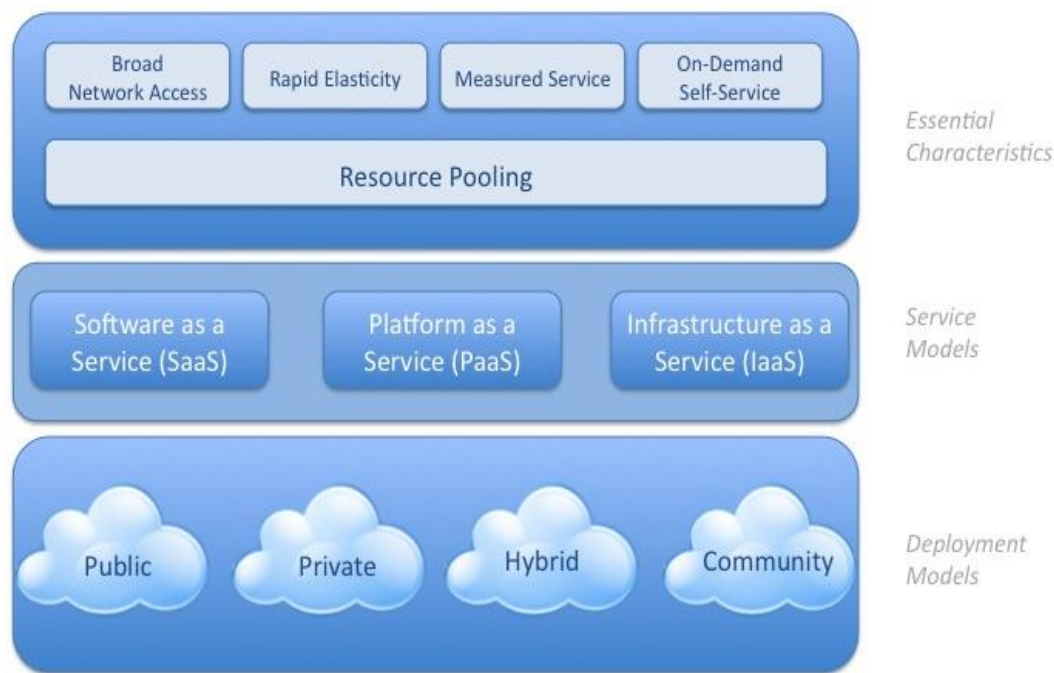 Broad
Network Access
Rapid Elasticity
Measured Service
On-Demand
Self-Service
Resource Pooling
Essential
Characteristics
Software as a
Service (SaaS)
Platform as a
Service (PaaS)
Infrastructure as a
Service (IaaS)
Service
Models
Public
Private
Hybrid
Community
Deployment
Models